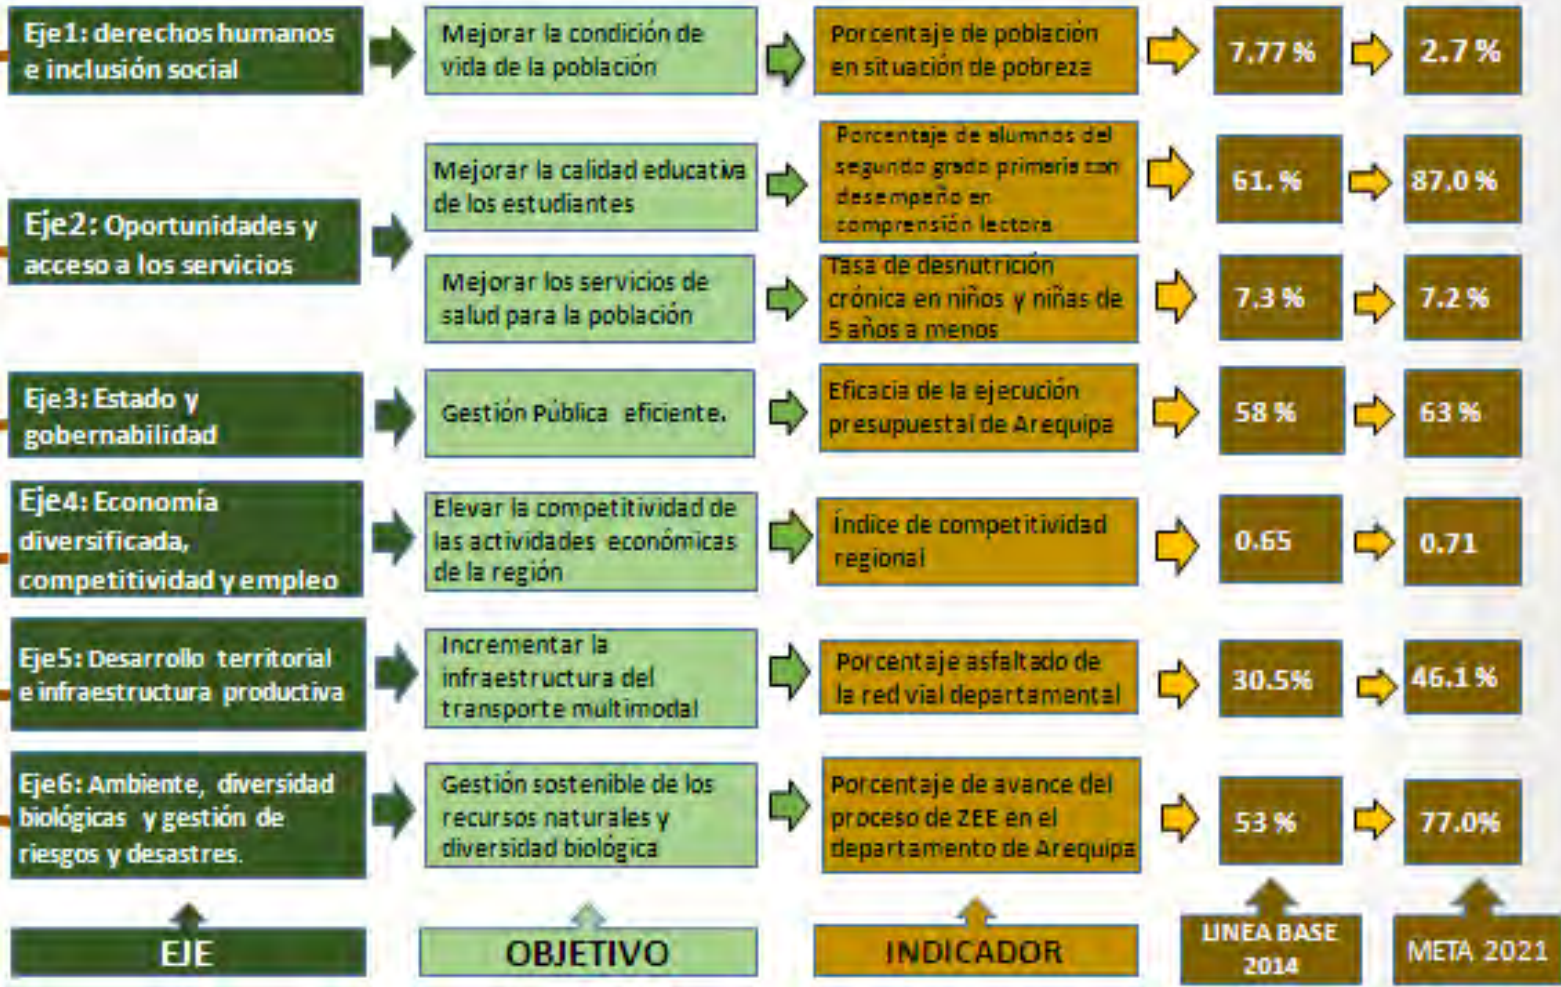 Eje1: derechos humanos
e inclusión social
Mejorar la condición de
vida de la población
Porcentaje de población
en situación de pobreza
7.77 %
2.7 %
Eje2: Oportunidades y
acceso a los servicios
Mejorar la calidad educativa
de los estudiantes
Porcentaje de alumnos del
segundo grado primaria con
desempeño en
comprensión lectora
61. %
87.0 %
Mejorar los servicios de
salud para la población
Tasa de desnutrición
crónica en niños y niñas de
5 años a menos
7.3 %
7.2 %
Eje3: Estado y
gobernabilidad
Gestión Pública eficiente.
Eficacia de la ejecución
presupuestal de Arequipa
58 %
63 %
Eje4: Economía
diversificada,
competitividad y empleo
Elevar la competitividad de
las actividades económicas
de la región
Índice de competitividad
regional
0.65
0.71
Eje5: Desarrollo territorial
e infraestructura productiva
Incrementar la
infraestructura del
transporte multimodal
Porcentaje asfaltado de
la red vial departamental
30.5%
46.1 %
Eje6: Ambiente, diversidad
biológicas y gestión de
riesgos y desastres.
Gestión sostenible de los
recursos naturales y
diversidad biológica
Porcentaje de avance del
proceso de ZEE en el
departamento de Arequipa
53 %
77.0%
EJE
OBJETIVO
INDICADOR
LINEA BASE
2014
META 2021